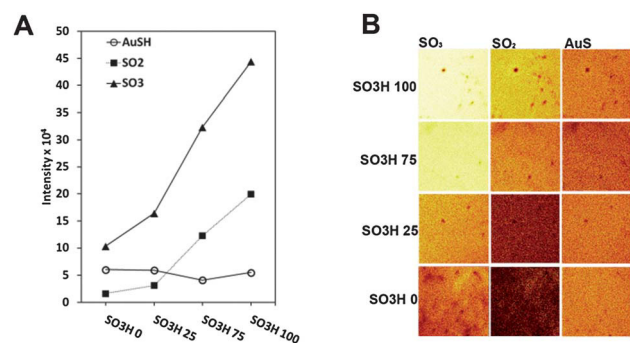 A
Intensity x 10⁴
50
45
40
35
30
25
20
15
10
5
0
AuSH
SO2
SO3
SO3H 0
SO3H 25
SO3H 75
SO3H 100
B
SO₃ SO₂ AuS
SO3H 100
SO3H 75
SO3H 25
SO3H 0